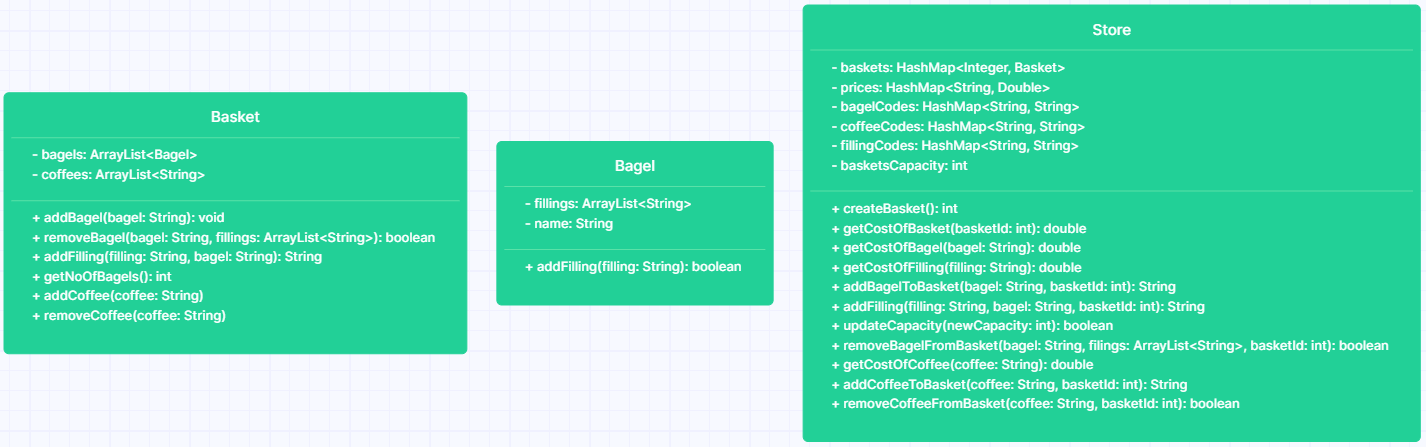 Basket
- bagels: ArrayList<Bagel>
- coffees: ArrayList<String>
+ addBagel(bagel: String): void
+ removeBagel(bagel: String, fillings: ArrayList<String>): boolean
+ addFilling(filling: String, bagel: String): String
+ getNoOfBagels(): int
+ addCoffee(coffee: String)
+ removeCoffee(coffee: String)
Bagel
- fillings: ArrayList<String>
- name: String
+ addFilling(filling: String): boolean
Store
- baskets: HashMap<Integer, Basket>
- prices: HashMap<String, Double>
- bagelCodes: HashMap<String, String>
- coffeeCodes: HashMap<String, String>
- fillingCodes: HashMap<String, String>
- basketsCapacity: int
+ createBasket(): int
+ getCostOfBasket(basketId: int): double
+ getCostOfBagel(bagel: String): double
+ getCostOfFilling(filling: String): double
+ addBagelToBasket(bagel: String, basketId: int): String
+ addFilling(filling: String, bagel: String, basketId: int): String
+ updateCapacity(newCapacity: int): boolean
+ removeBagelFromBasket(bagel: String, filings: ArrayList<String>, basketId: int): boolean
+ getCostOfCoffee(coffee: String): double
+ addCoffeeToBasket(coffee: String, basketId: int): String
+ removeCoffeeFromBasket(coffee: String, basketId: int): boolean